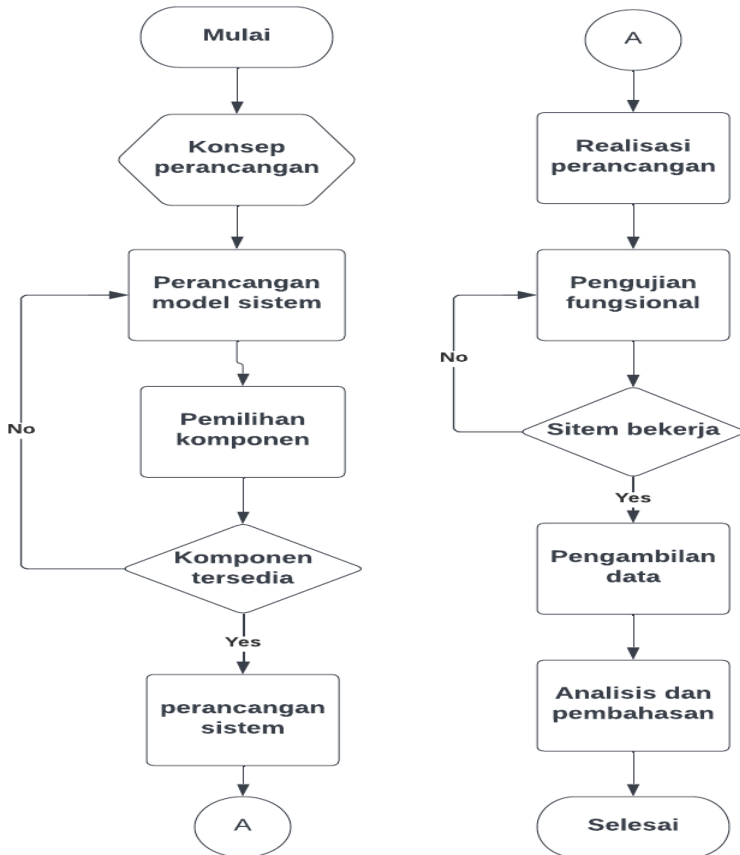 Mulai
Konsep
perancangan
Perancangan
model sistem
No
Pemilihan
komponen
Komponen
tersedia
Yes
perancangan
sistem
A
A
Realisasi
perancangan
Pengujian
fungsional
No
Sitem bekerja
Yes
Pengambilan
data
Analisis dan
pembahasan
Selesai